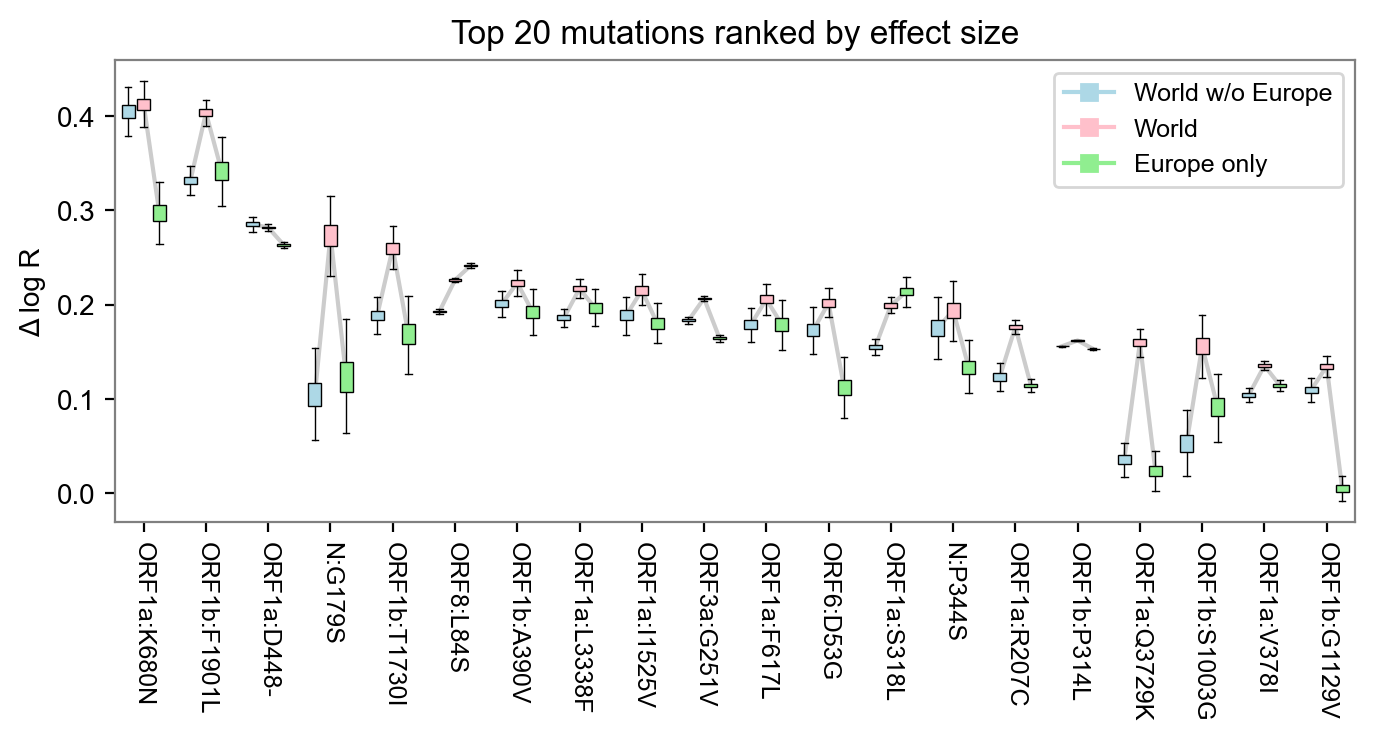 Top 20 mutations ranked by effect size
World w/o Europe
World
Europe only
Δ log R
0.4
0.3
0.2
0.1
0.0
ORF1a:K680N
ORF1b:F1901L
ORF1a:D448-
N:G179S
ORF1b:T1730I
ORF8:L84S
ORF1b:A390V
ORF1a:L3338F
ORF1a:I1525V
ORF3a:G251V
ORF1a:F617L
ORF6:D53G
ORF1a:S318L
N:P344S
ORF1a:R207C
ORF1b:P314L
ORF1a:Q3729K
ORF1b:S1003G
ORF1a:V378I
ORF1b:G1129V